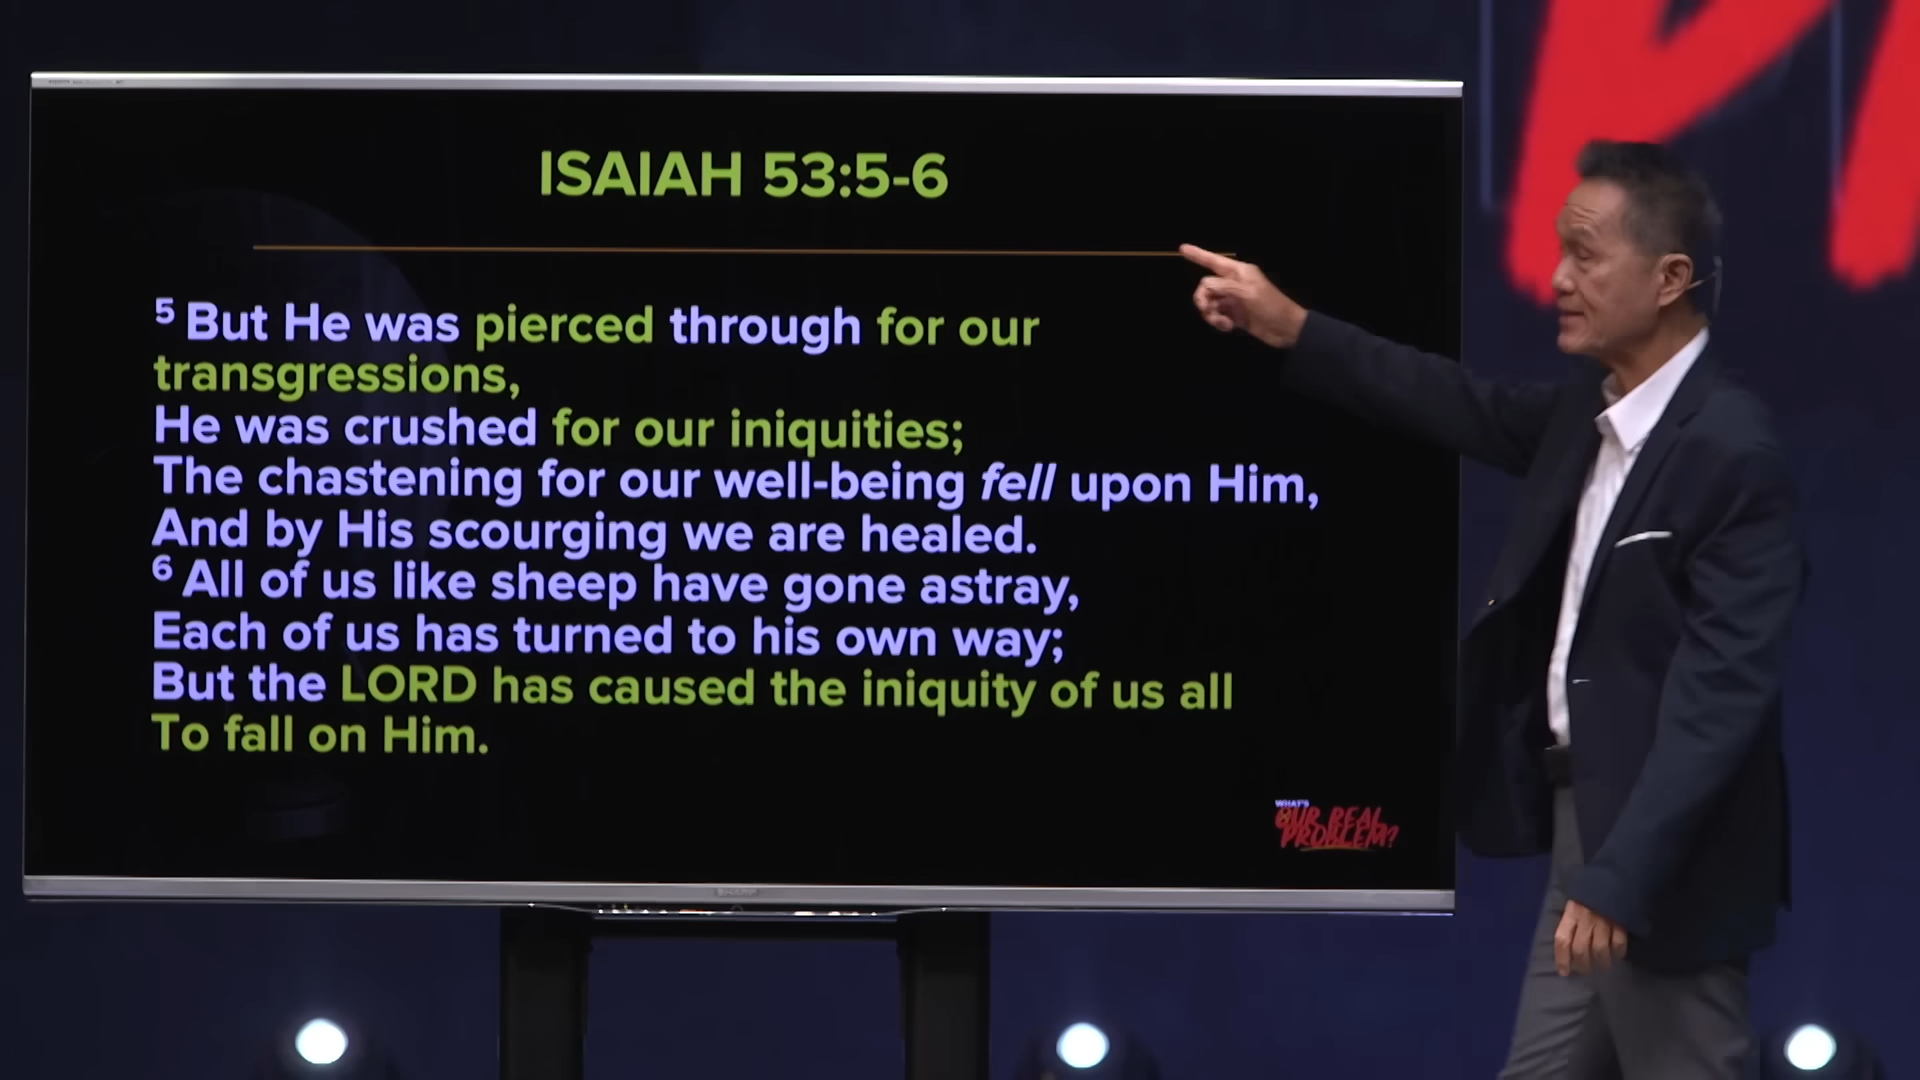 ISAIAH 53:5-6
5 But He was pierced through for our
transgressions,
He was crushed for our iniquities;
The chastening for our well-being fell upon Him,
And by His scourging we are healed.
6 All of us like sheep have gone astray,
Each of us has turned to his own way;
But the LORD has caused the iniquity of us all
To fall on Him.
WHAT'S
OUR REAL
PROBLEM?
SHARP